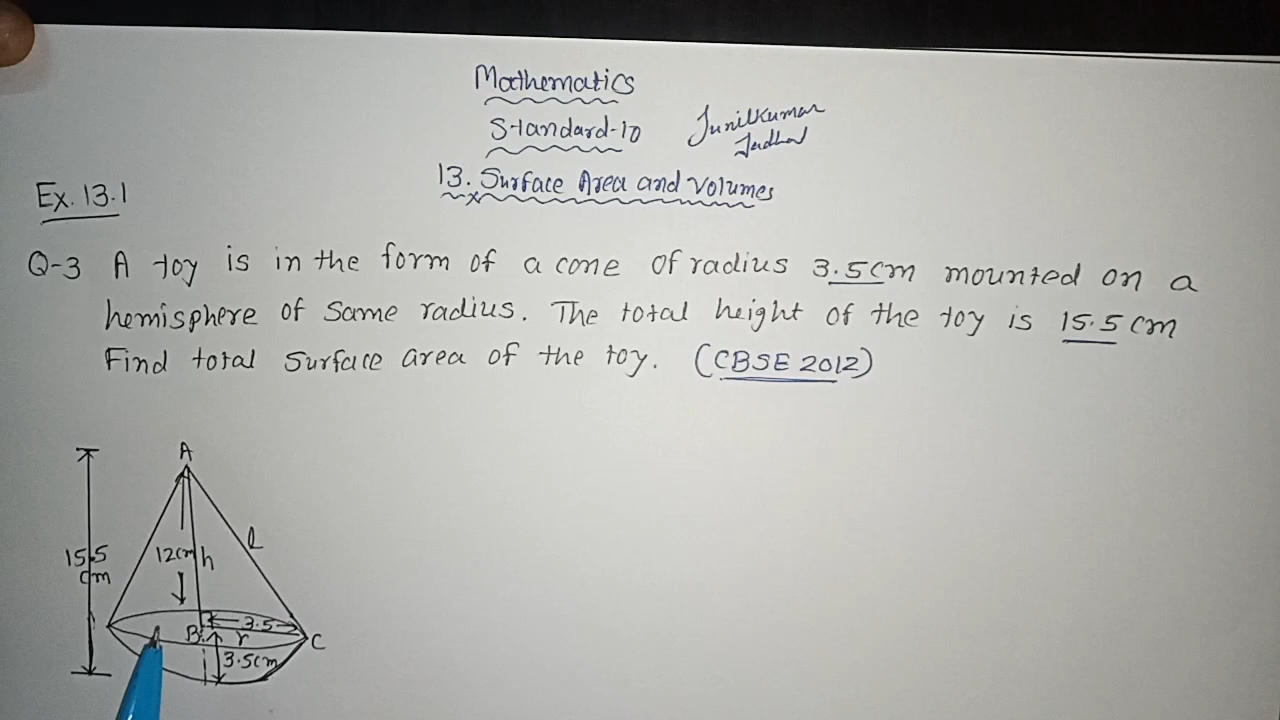 Mathematics
Standard-10
Sunilkumar
Jadhav
13. Surface Area and Volumes
Ex. 13.1
Q-3 A toy is in the form of a cone of radius 3.5cm mounted on a
hemisphere of same radius. The total height of the toy is 15.5cm
Find total surface area of the toy. (CBSE 2012)
A
l
15.5
cm
12cm h
3.5
B r
C
3.5cm